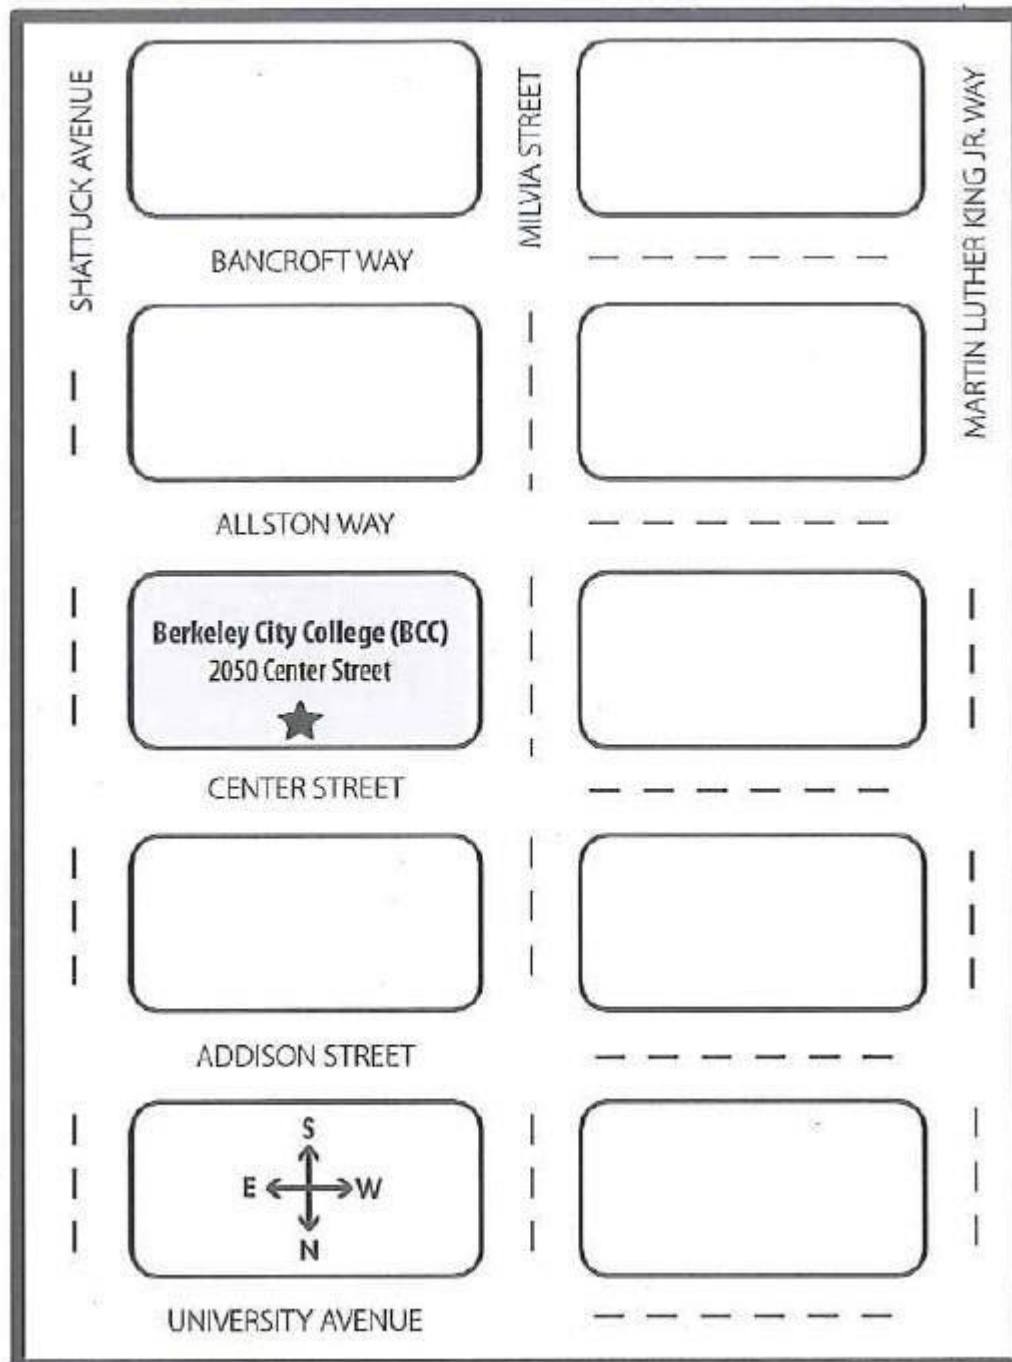 SHATTUCK AVENUE
MILVIA STREET
MARTIN LUTHER KING JR. WAY
BANCROFT WAY
ALLSTON WAY
Berkeley City College (BCC)
2050 Center Street
CENTER STREET
ADDISON STREET
S
E W
N
UNIVERSITY AVENUE